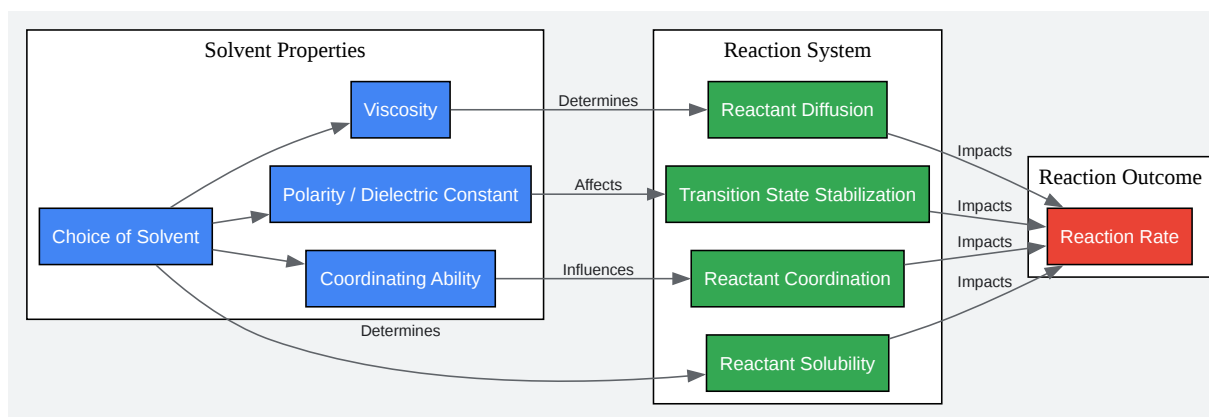 Solvent Properties
Reaction System
Viscosity
Determines
Reactant Diffusion
Impacts
Reaction Outcome
Polarity / Dielectric Constant
Affects
Transition State Stabilization
Impacts
Choice of Solvent
Reaction Rate
Impacts
Coordinating Ability
Influences
Reactant Coordination
Impacts
Determines
Reactant Solubility